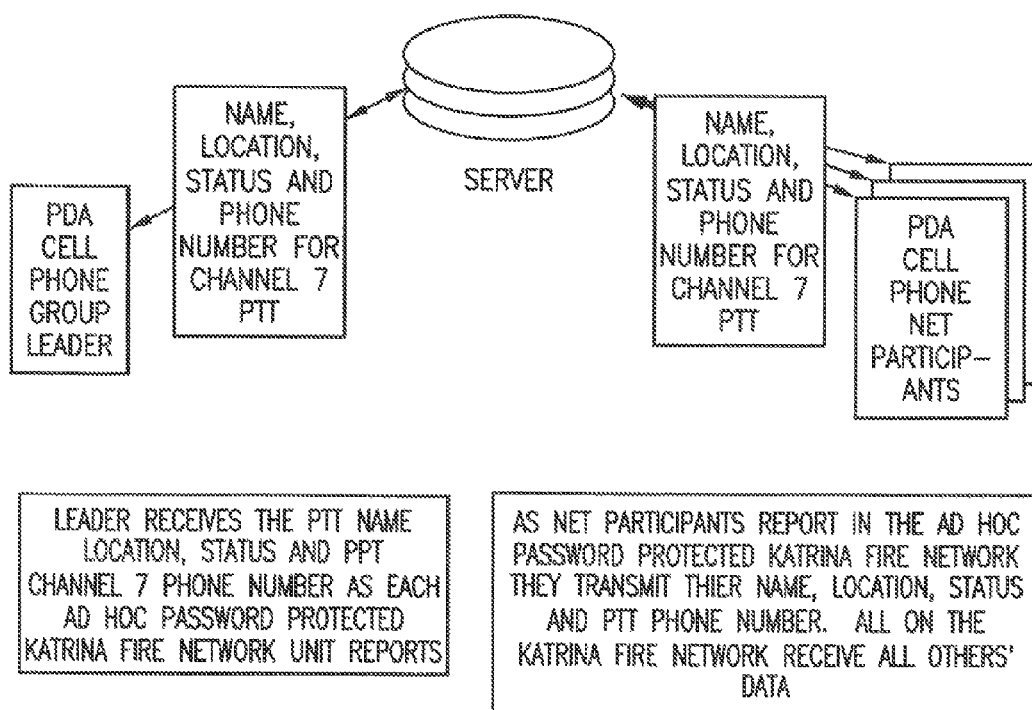 NAME,
LOCATION,
STATUS AND
PHONE
NUMBER FOR
CHANNEL 7
PTT
SERVER
NAME,
LOCATION,
STATUS AND
PHONE
NUMBER FOR
CHANNEL 7
PTT
PDA
CELL
PHONE
GROUP
LEADER
PDA
CELL
PHONE
NET
PARTICIP-
ANTS
LEADER RECEIVES THE PTT NAME
LOCATION, STATUS AND PPT
CHANNEL 7 PHONE NUMBER AS EACH
AD HOC PASSWORD PROTECTED
KATRINA FIRE NETWORK UNIT REPORTS
AS NET PARTICIPANTS REPORT IN THE AD HOC
PASSWORD PROTECTED KATRINA FIRE NETWORK
THEY TRANSMIT THIER NAME, LOCATION, STATUS
AND PTT PHONE NUMBER. ALL ON THE
KATRINA FIRE NETWORK RECEIVE ALL OTHERS'
DATA